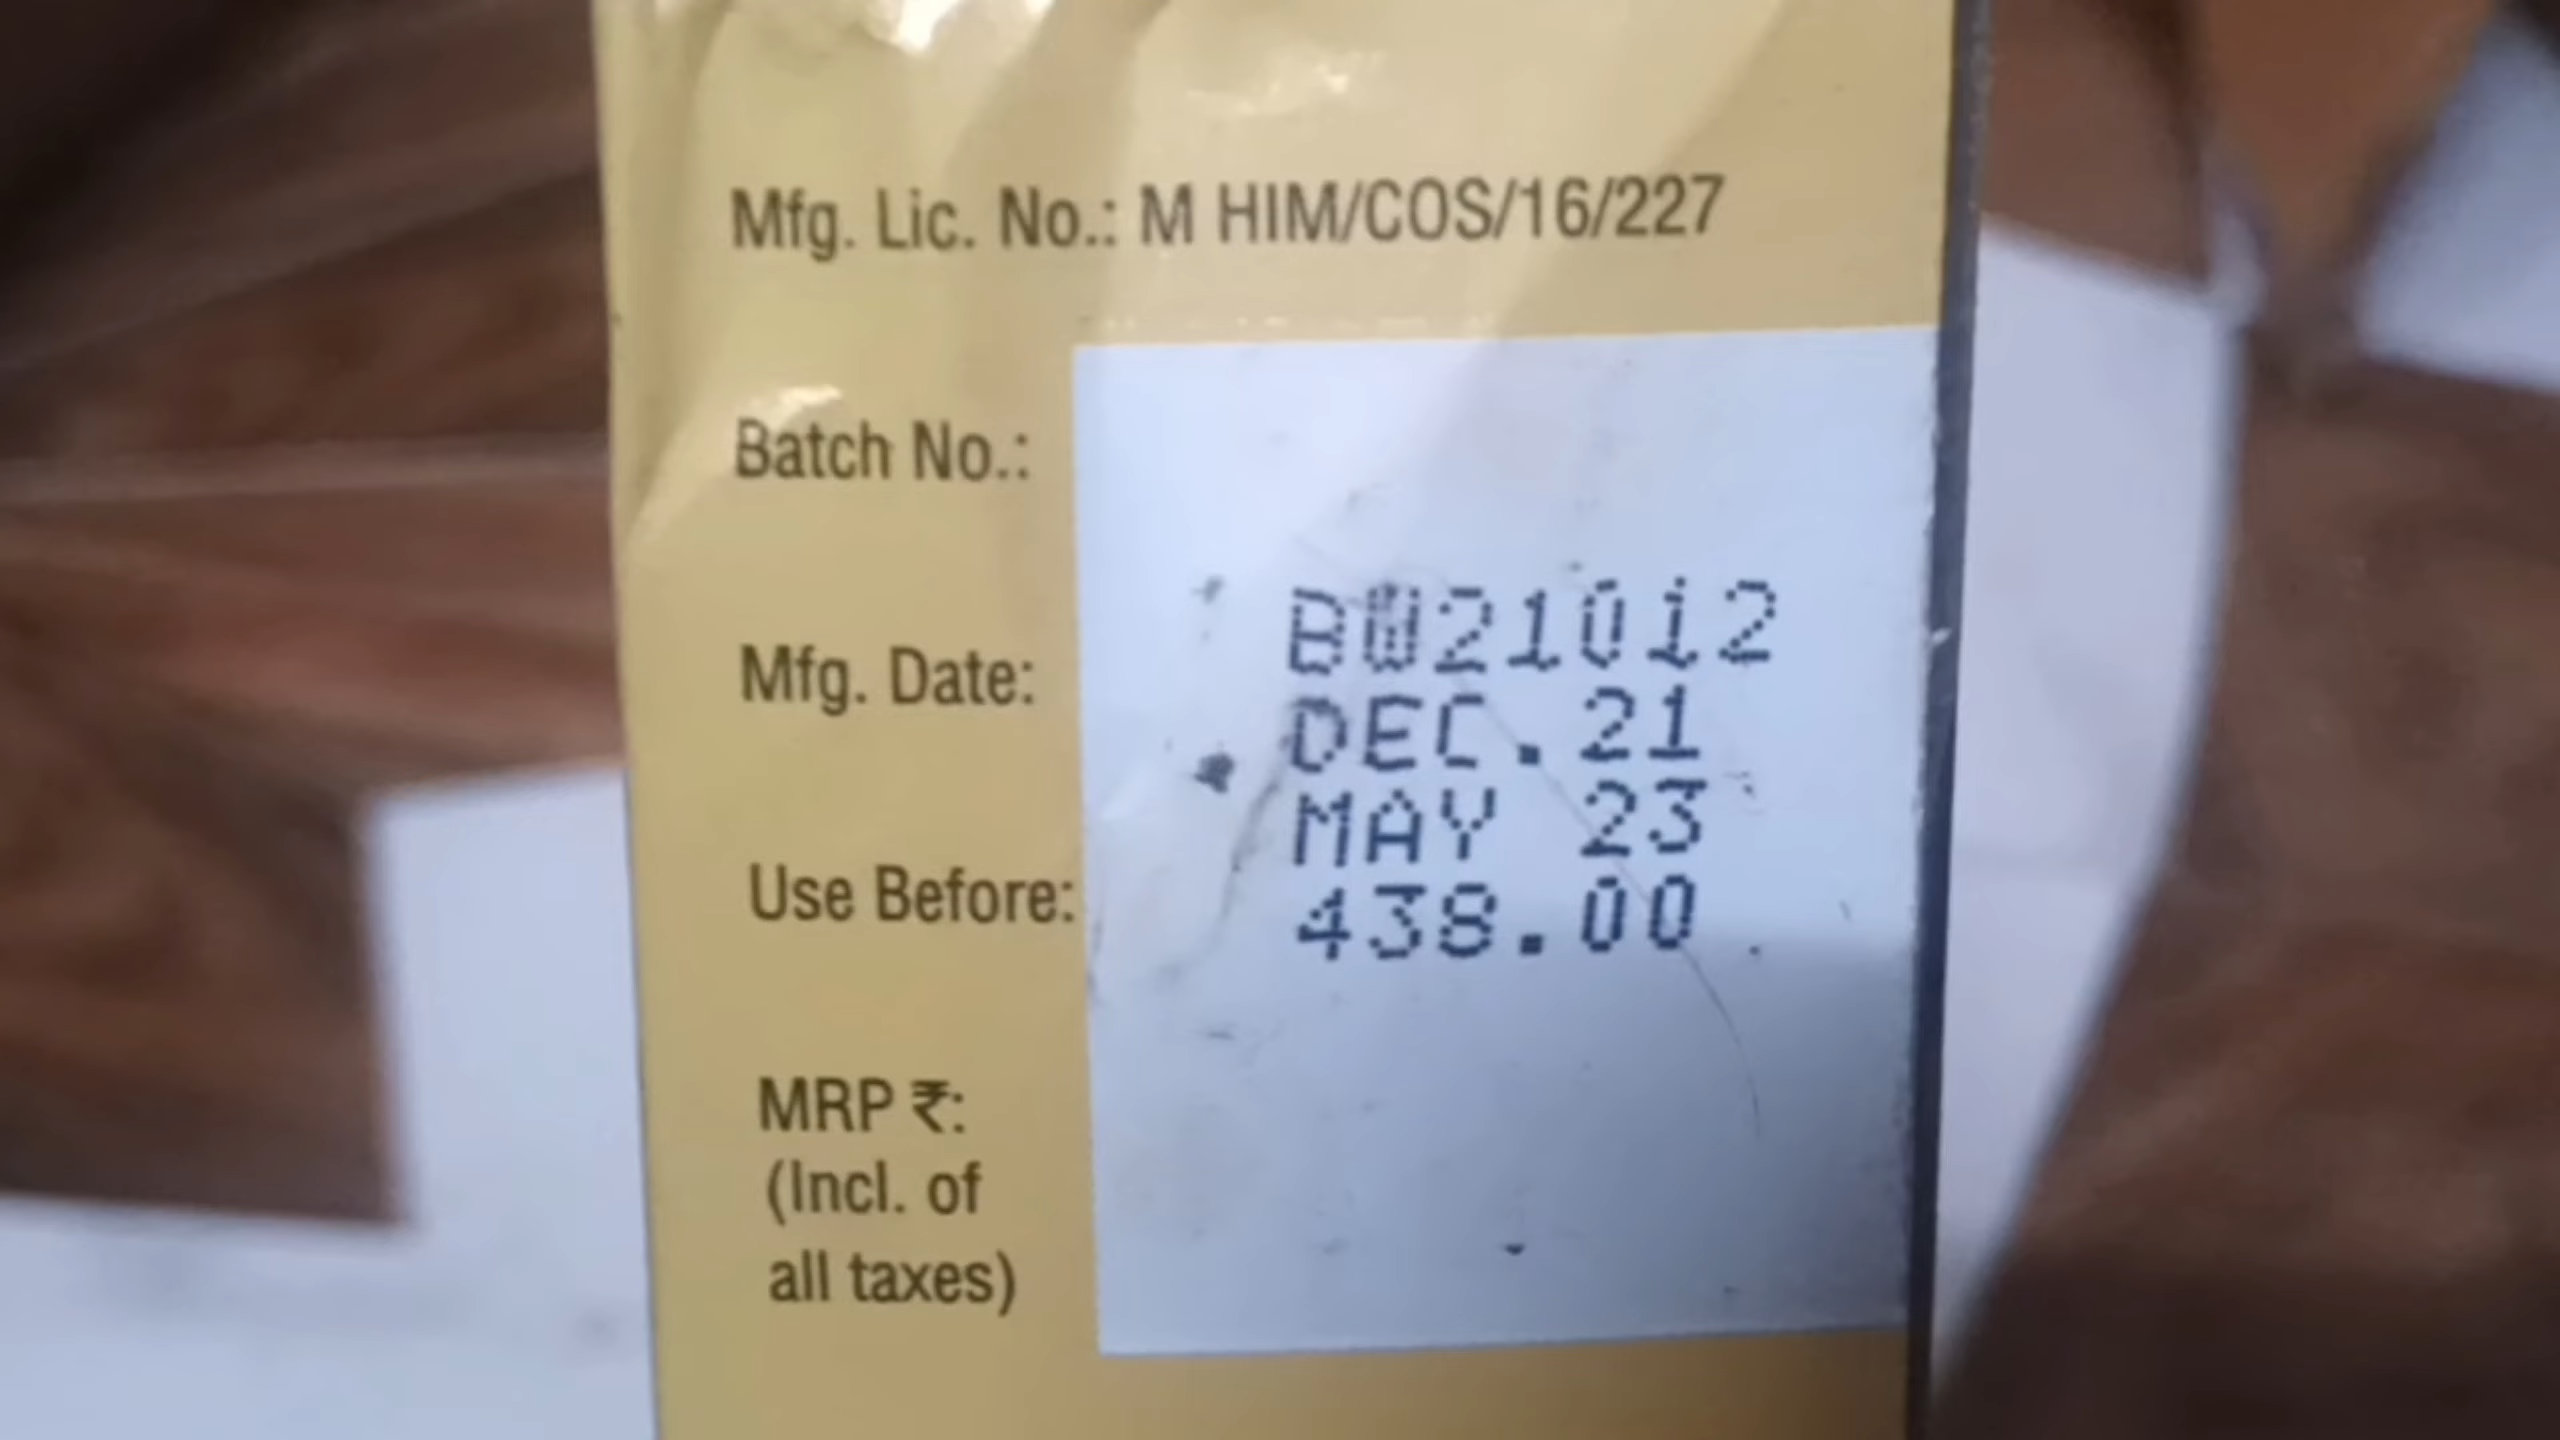 Mfg. Lic. No.: M HIM/COS/16/227
Batch No.:
Mfg. Date:
DEC.21
MAY 23
Use Before:
438.00
MRP ₹:
(Incl. of
all taxes)